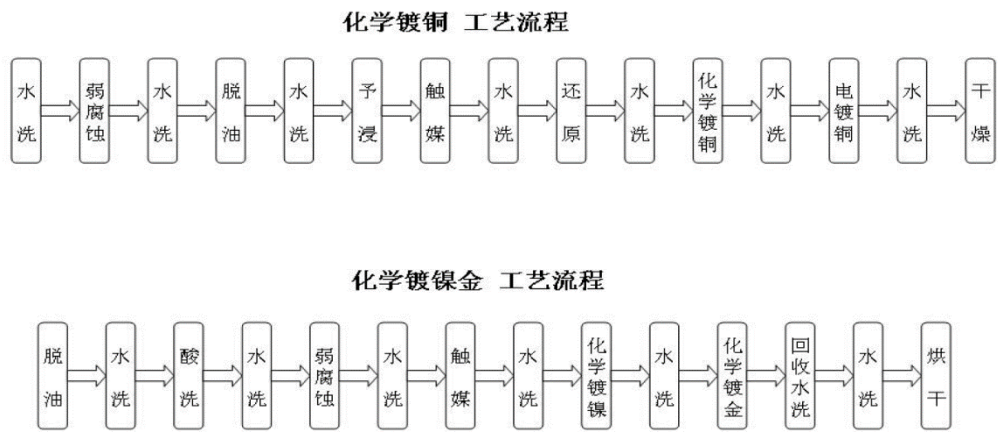 化学镀铜 工艺流程
水洗 弱腐蚀 水洗 脱油 水洗 予浸 触媒 水洗 还原 水洗 化学镀铜 水洗 电镀铜 水洗 干燥
化学镀镍金 工艺流程
脱油 水洗 酸洗 水洗 弱腐蚀 水洗 触媒 水洗 化学镀镍 水洗 化学镀金 回收水洗 水洗 烘干